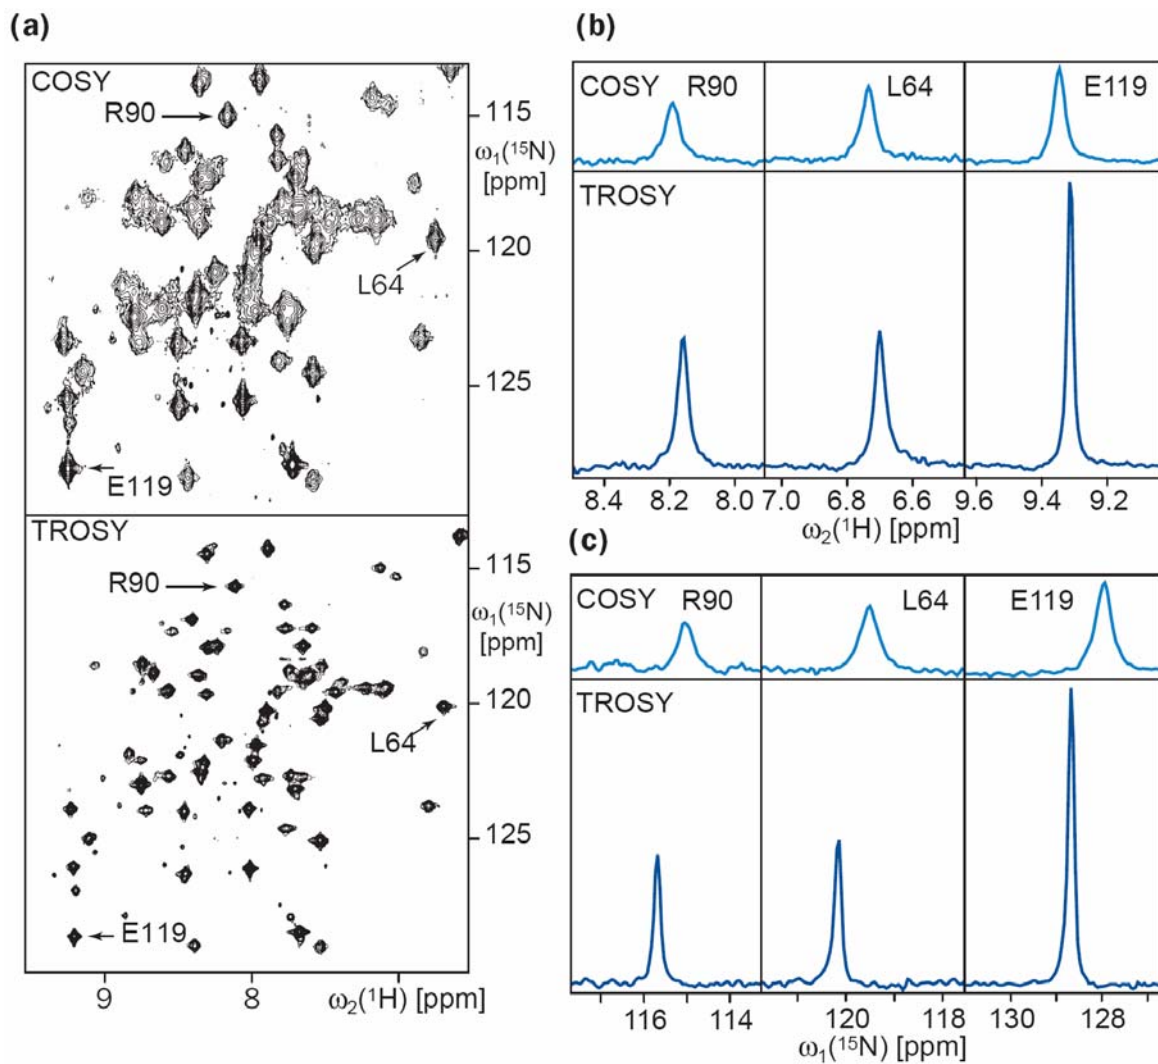 (a)
COSY
R90
L64
E119
115
ω1(15N)
[ppm]
120
125
TROSY
R90
L64
E119
115
ω1(15N)
[ppm]
120
125
9 8
ω2(1H) [ppm]
(b)
COSY R90 L64 E119
TROSY
8.4 8.2 8.0 7.0 6.8 6.6 9.6 9.4 9.2
ω2(1H) [ppm]
(c)
COSY R90 L64 E119
TROSY
116 114 120 118 130 128
ω1(15N) [ppm]